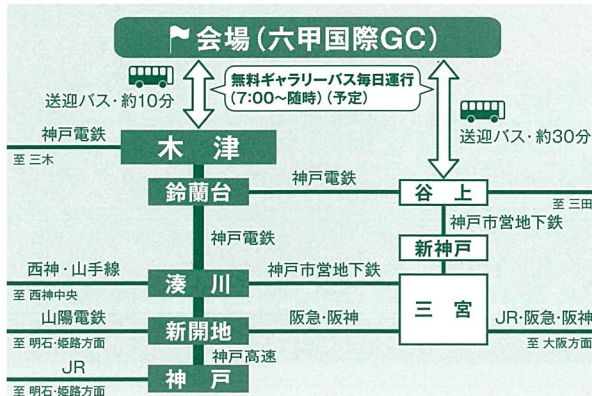 会場(六甲国際GC)
無料ギャラリーバス毎日運行
(7:00〜随時)(予定)
送迎バス・約10分
送迎バス・約30分
神戸電鉄
至 三木
木津
鈴蘭台
神戸電鉄
谷上
至 三田
神戸市営地下鉄
神戸電鉄
新神戸
西神・山手線
至 西神中央
湊川
神戸市営地下鉄
三宮
山陽電鉄
至 明石・姫路方面
新開地
阪急・阪神
JR・阪急・阪神
至 大阪方面
神戸高速
JR
至 明石・姫路方面
神戸